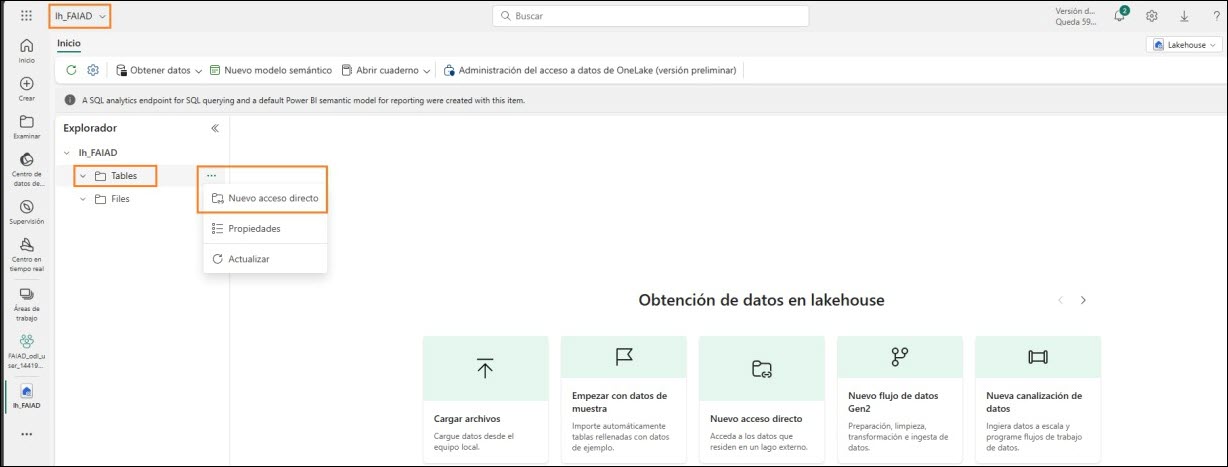 lh_FAIAD
Buscar
Versión d...
Queda 59...
2
?
Inicio
Inicio
Lakehouse
Obtener datos
Nuevo modelo semántico
Abrir cuaderno
Administración del acceso a datos de OneLake (versión preliminar)
A SQL analytics endpoint for SQL querying and a default Power BI semantic model for reporting were created with this item.
Crear
Examinar
Centro de
datos de...
Supervisión
Centro en
tiempo real
Áreas de
trabajo
FAIAD_odl_u
ser_14419...
lh_FAIAD
...
Explorador
lh_FAIAD
Tables
...
Files
Nuevo acceso directo
Propiedades
Actualizar
Obtención de datos en lakehouse
Cargar archivos
Cargue datos desde el
equipo local.
Empezar con datos de
muestra
Importe automáticamente
tablas rellenadas con datos
de ejemplo.
Nuevo acceso directo
Acceda a los datos que
residen en un lago externo.
Nuevo flujo de datos
Gen2
Preparación, limpieza,
transformación e ingesta de
datos.
Nueva canalización de
datos
Ingiera datos a escala y
programe flujos de trabajo
de datos.